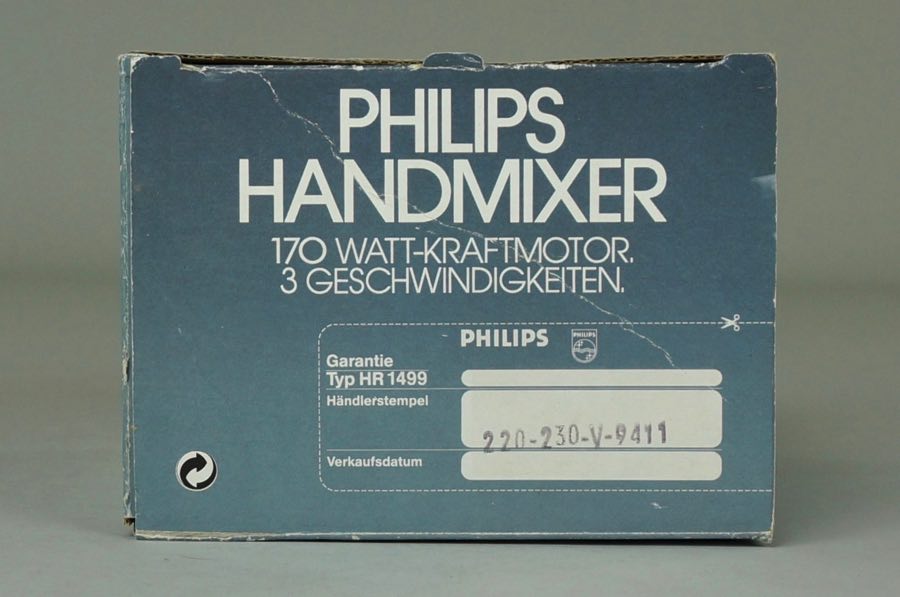 PHILIPS
HANDMIXER
170 WATT-KRAFTMOTOR.
3 GESCHWINDIGKEITEN.
PHILIPS
PHILIPS
Garantie
Typ HR 1499
Händlerstempel
220-230-V-9411
Verkaufsdatum